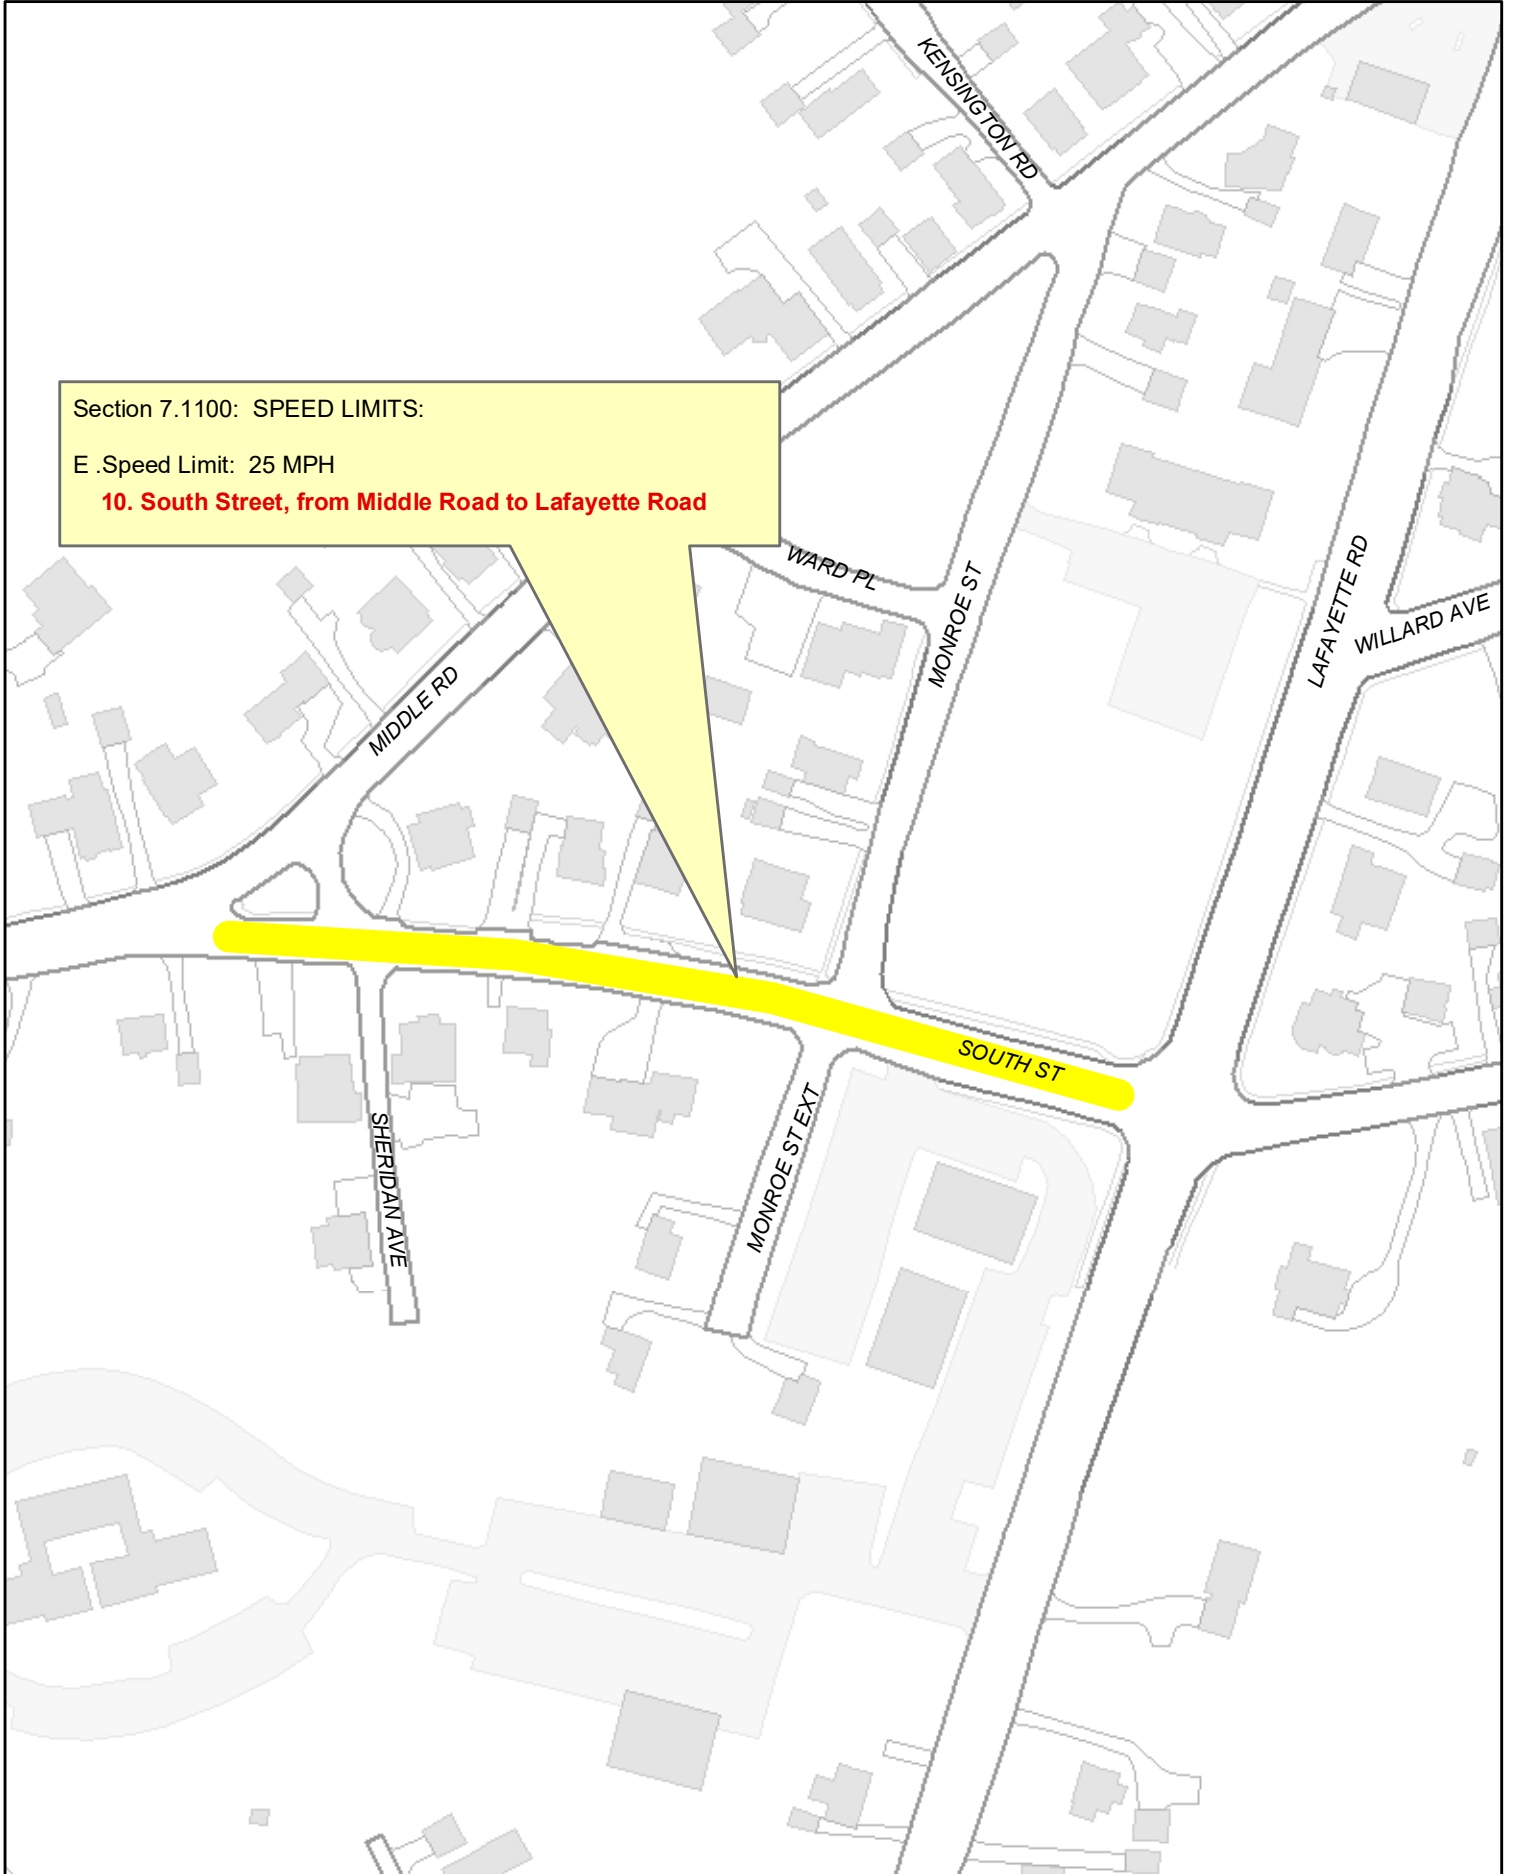 KENSINGTON RD
Section 7.1100: SPEED LIMITS:
E .Speed Limit: 25 MPH
10. South Street, from Middle Road to Lafayette Road
WARD PL
MONROE ST
LAFAYETTE RD
WILLARD AVE
MIDDLE RD
SOUTH ST
SHERIDAN AVE
MONROE ST EXT